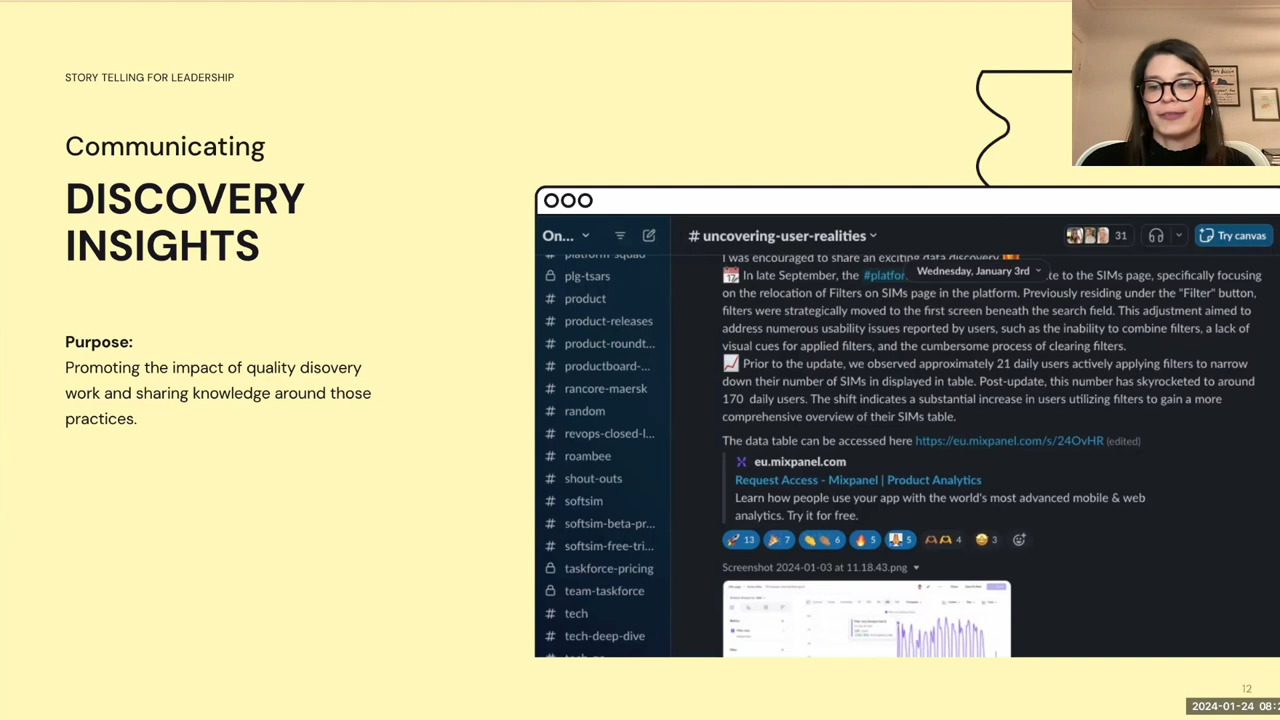 STORY TELLING FOR LEADERSHIP
Communicating
DISCOVERY
INSIGHTS
Purpose:
Promoting the impact of quality disovery
work and sharing knowledge around those
practices.
On...
platform-squad
plg-tsars
product
product-releases
product-roundt...
productboard-...
rancore-maersk
random
revops-closed-l...
roambee
shout-outs
softsim
softsim-beta-pr...
softsim-free-tri...
taskforce-pricing
team-taskforce
tech
tech-deep-dive
# uncovering-user-realities
31
Try canvas
I was encouraged to share an exciting data discovery
Wednesday, January 3rd
In late September, the #platfor te to the SIMs page, specifically focusing
on the relocation of Filters on SIMs page in the platform. Previously residing under the "Filter" button,
filters were strategically moved to the first screen beneath the search field. This adjustment aimed to
address numerous usability issues reported by users, such as the inability to combine filters, a lack of
visual cues for applied filters, and the cumbersome process of clearing filters.
Prior to the update, we observed approximately 21 daily users actively applying filters to narrow
down their number of SIMs in displayed in table. Post-update, this number has skyrocketed to around
170 daily users. The shift indicates a substantial increase in users utilizing filters to gain a more
comprehensive overview of their SIMs table.
The data table can be accessed here https://eu.mixpanel.com/s/24OvHR (edited)
eu.mixpanel.com
Request Access - Mixpanel | Product Analytics
Learn how people use your app with the world's most advanced mobile & web
analytics. Try it for free.
13 7 6 5 5 4 3
Screenshot 2024-01-03 at 11.18.43.png
12
2024-01-24 08:2